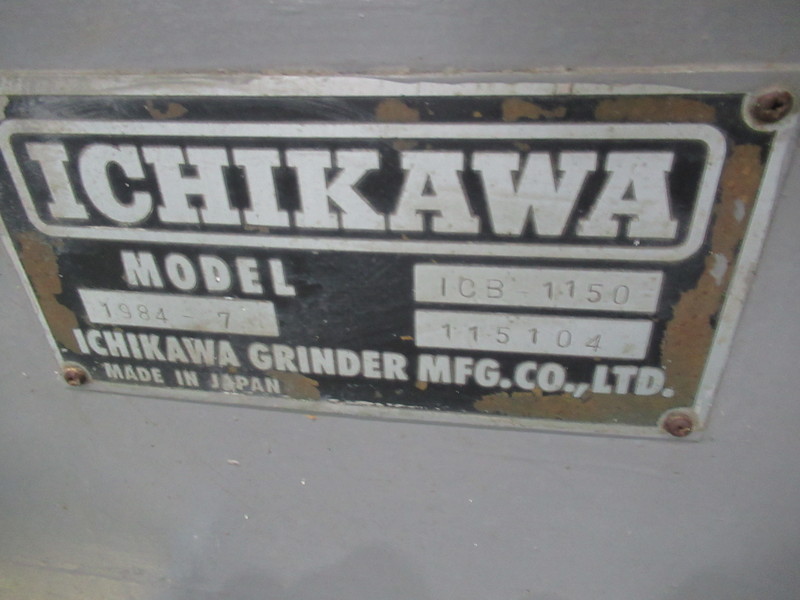 ICHIKAWA
MODEL ICB-1150
1984-7 115104
ICHIKAWA GRINDER MFG.CO.,LTD.
MADE IN JAPAN